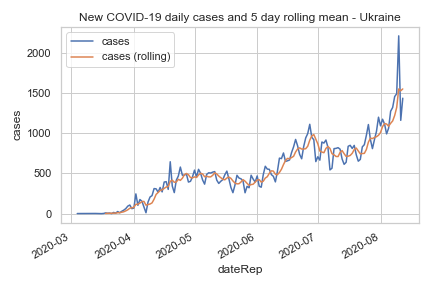 New COVID-19 daily cases and 5 day rolling mean - Ukraine
cases
cases (rolling)
2000
1500
1000
500
0
cases
2020-03
2020-04
2020-05
2020-06
2020-07
2020-08
dateRep